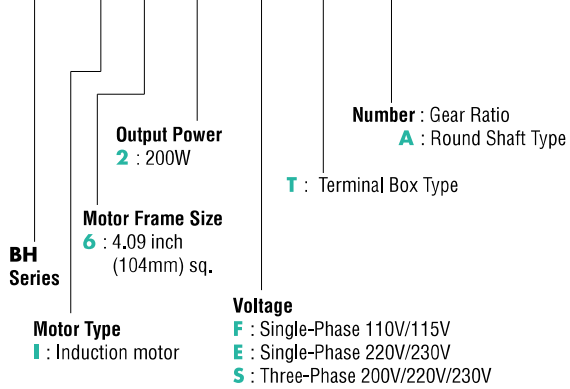 Number : Gear Ratio
A : Round Shaft Type
Output Power
2 : 200W
T : Terminal Box Type
Motor Frame Size
6 : 4.09 inch
(104mm) sq.
BH
Series
Voltage
F : Single-Phase 110V/115V
E : Single-Phase 220V/230V
S : Three-Phase 200V/220V/230V
Motor Type
I : Induction motor